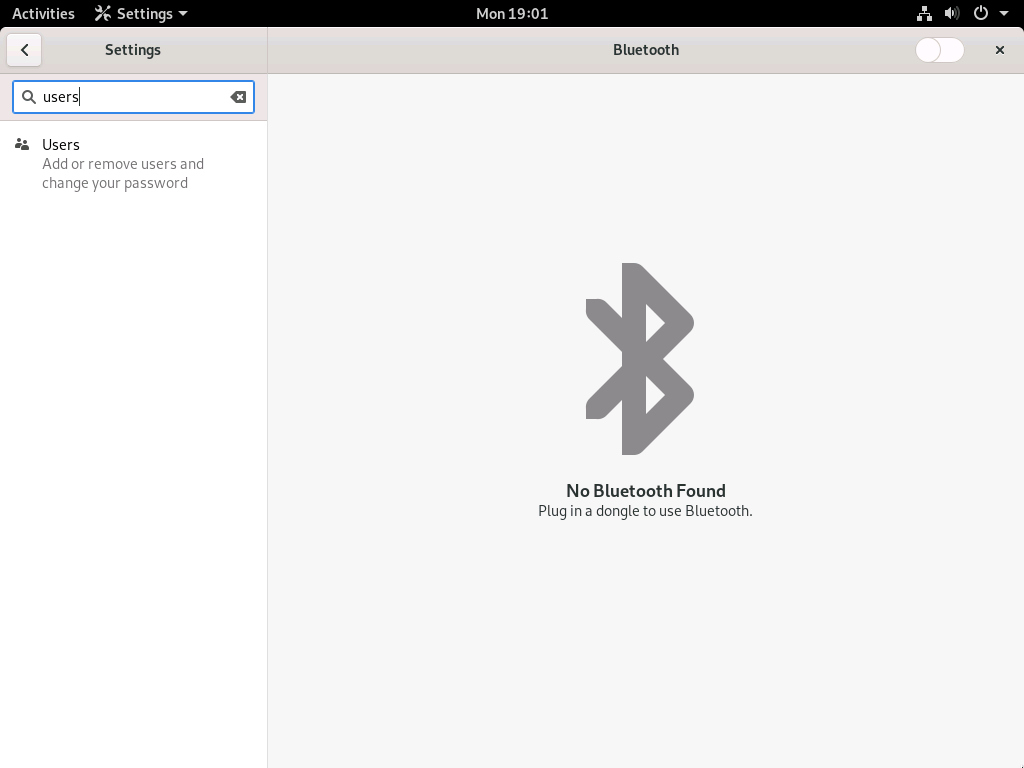 Activities Settings Mon 19:01
Settings Bluetooth
users
Users
Add or remove users and
change your password
No Bluetooth Found
Plug in a dongle to use Bluetooth.